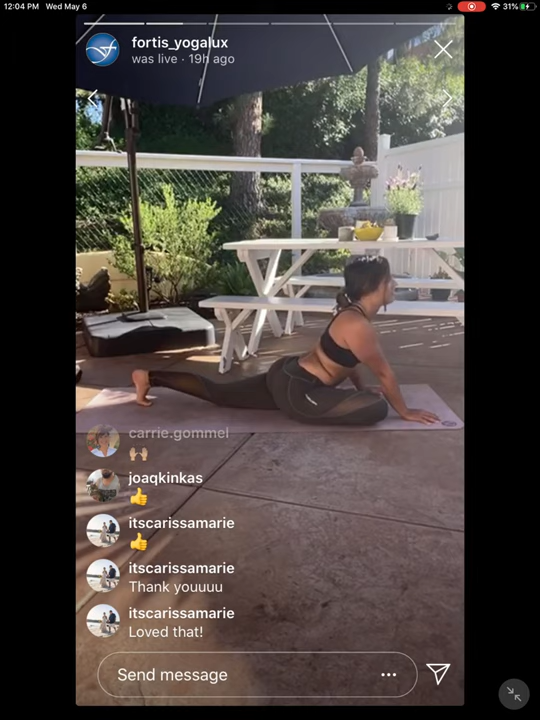 12:04 PM Wed May 6
31%
fortis_yogalux
was live · 19h ago
carrie.gommel
🙌🏼
joaqkinkas
👍
itscarissamarie
👍
itscarissamarie
Thank youuuu
itscarissamarie
Loved that!
Send message